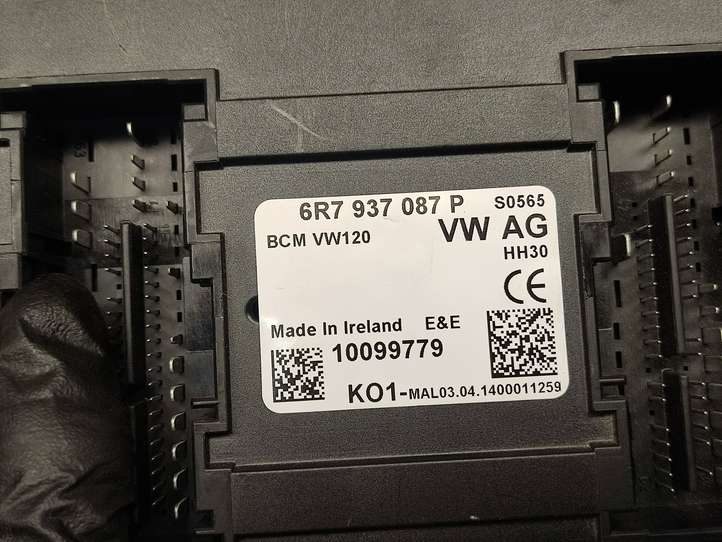 6R7 937 087 P S0565
BCM VW120 VW AG
HH30
CE
Made In Ireland E&E
10099779
KO1-MAL03.04.1400011259